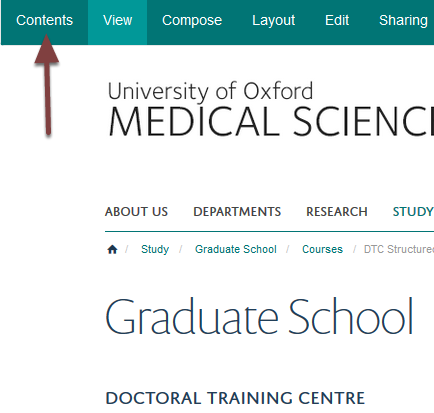 Contents View Compose Layout Edit Sharing
University of Oxford
MEDICAL SCIENC
ABOUT US DEPARTMENTS RESEARCH STUDY
/ Study / Graduate School / Courses / DTC Structured
Graduate School
DOCTORAL TRAINING CENTRE